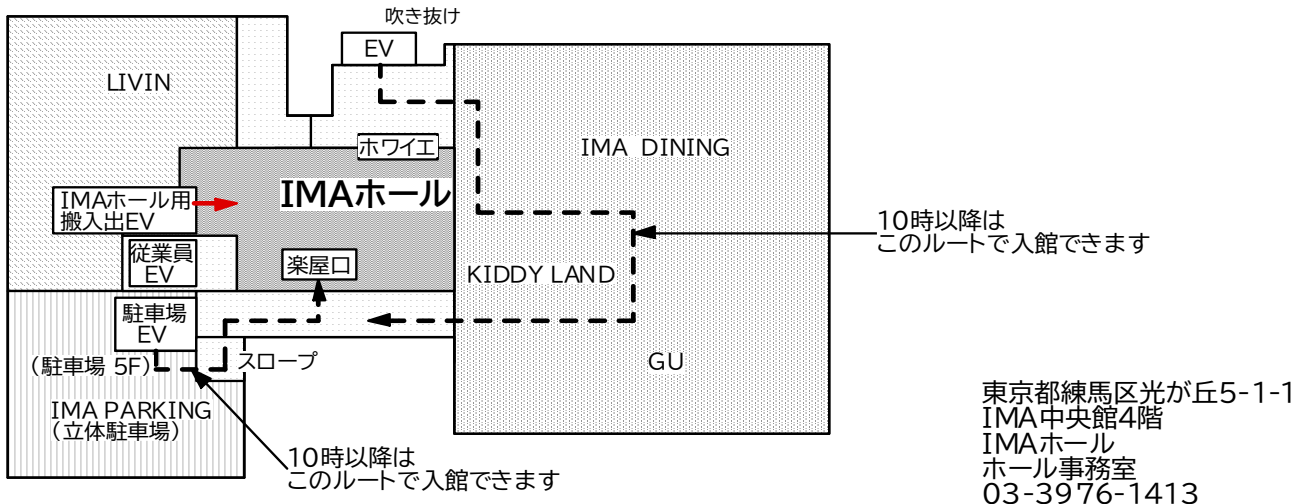 吹き抜け
EV
LIVIN
ホワイエ
IMA DINING
IMAホール
IMAホール用
搬入出EV
10時以降は
このルートで入館できます
従業員
EV
楽屋口
KIDDY LAND
駐車場
EV
(駐車場 5F)
スロープ
GU
IMA PARKING
(立体駐車場)
10時以降は
このルートで入館できます
東京都練馬区光が丘5-1-1
IMA中央館4階
IMAホール
ホール事務室
03-3976-1413